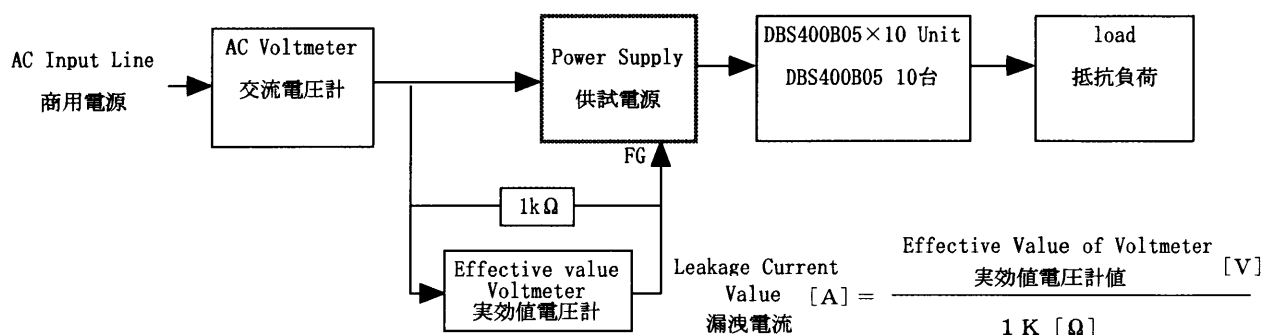 AC Input Line
商用電源
AC Voltmeter
交流電圧計
Power Supply
供試電源
DBS400B05×10 Unit
DBS400B05 10台
load
抵抗負荷
FG
1kΩ
Effective value
Voltmeter
実効値電圧計
Leakage Current
Value [A] =
漏洩電流
Effective Value of Voltmeter
実効値電圧計値 [V]
1 K [Ω]